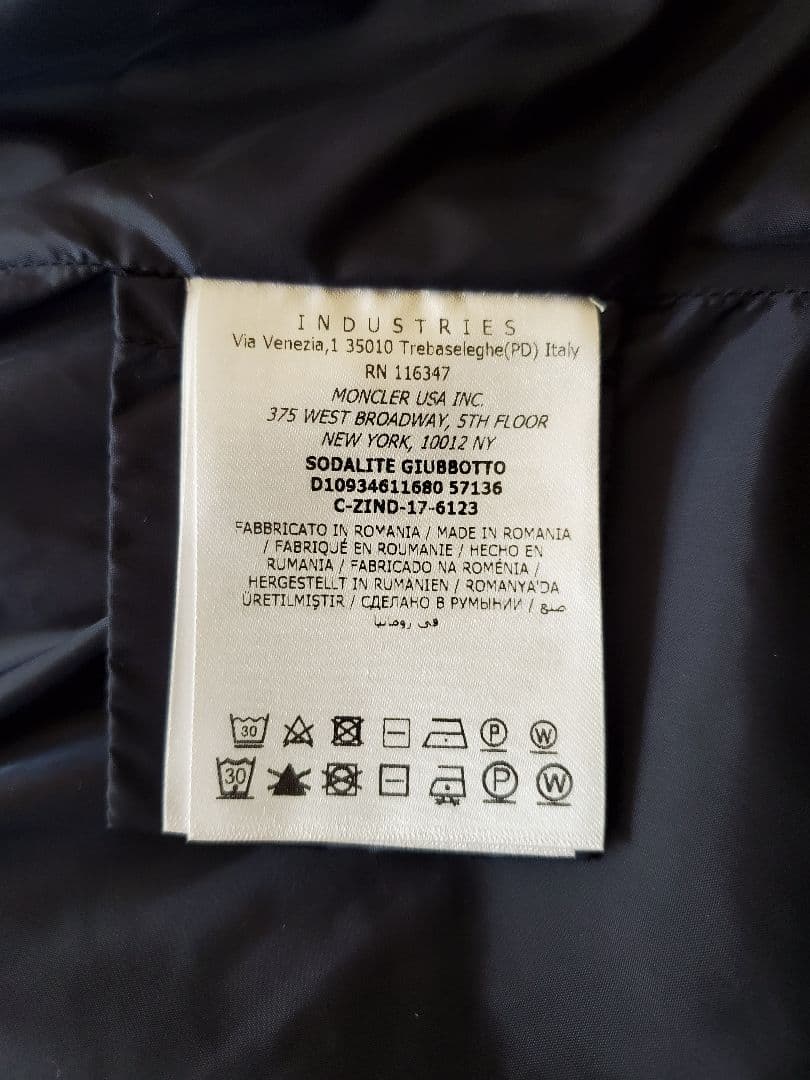 INDUSTRIES
Via Venezia,1 35010 Trebaseleghe(PD) Italy
RN 116347
MONCLER USA INC.
375 WEST BROADWAY, 5TH FLOOR
NEW YORK, 10012 NY
SODALITE GIUBBOTTO
D10934611680 57136
C-ZIND-17-6123
FABBRICATO IN ROMANIA / MADE IN ROMANIA
/ FABRIQUÉ EN ROUMANIE / HECHO EN
RUMANIA / FABRICADO NA ROMÉNIA /
HERGESTELLT IN RUMANIEN / ROMANYA'DA
ÜRETILMIŞTIR / СДЕЛАНО В РУМЫНИИ / صنع
في رومانيا
30 P W
30 P W